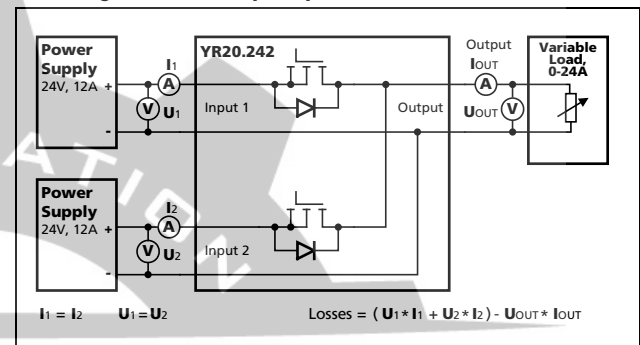 Power
Supply
24V, 12A +
-
I1
A
V U1
YR20.242
Input 1
Output
Output
IOUT
A
UOUT V
Variable
Load,
0-24A
Power
Supply
24V, 12A +
-
I2
A
V U2
Input 2
I1 = I2 U1 = U2
Losses = ( U1* I1 + U2 * I2 ) - UOUT * IOUT
ATION